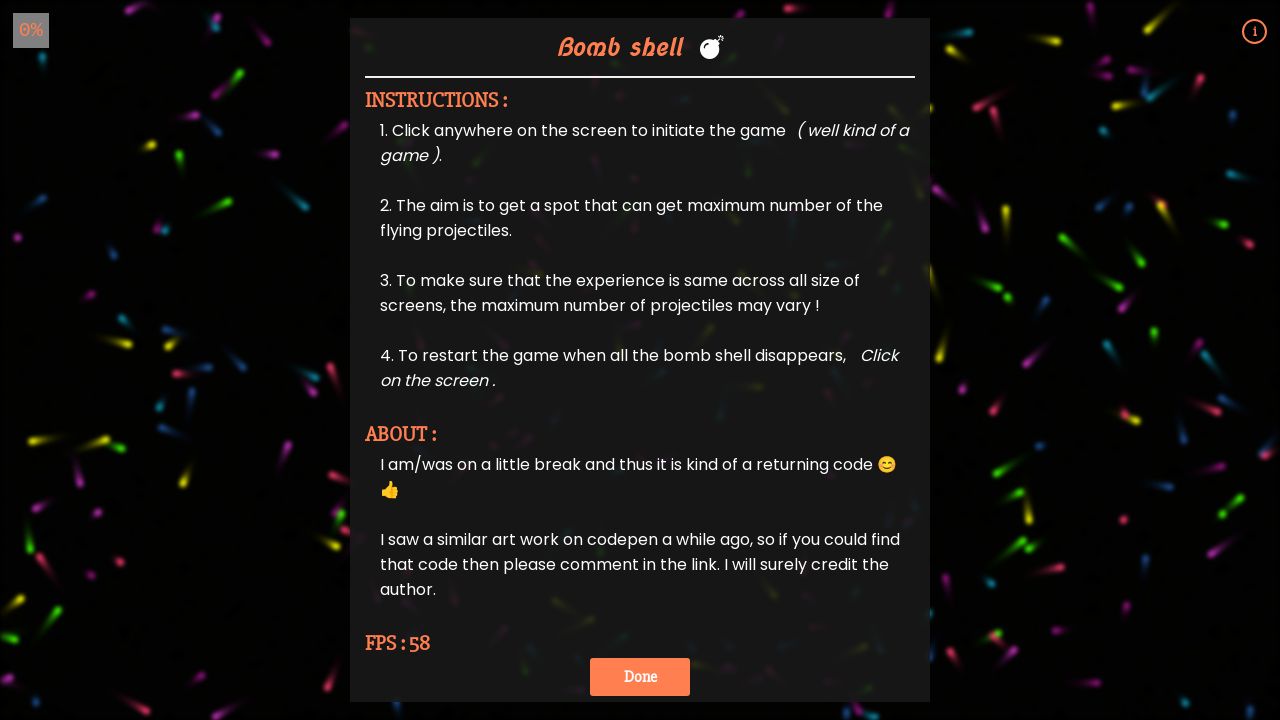 0%
i
Bomb shell 💣
INSTRUCTIONS :
1. Click anywhere on the screen to initiate the game ( well kind of a
game ).
2. The aim is to get a spot that can get maximum number of the
flying projectiles.
3. To make sure that the experience is same across all size of
screens, the maximum number of projectiles may vary !
4. To restart the game when all the bomb shell disappears, Click
on the screen .
ABOUT :
I am/was on a little break and thus it is kind of a returning code 😊
👍
I saw a similar art work on codepen a while ago, so if you could find
that code then please comment in the link. I will surely credit the
author.
FPS : 58
Done